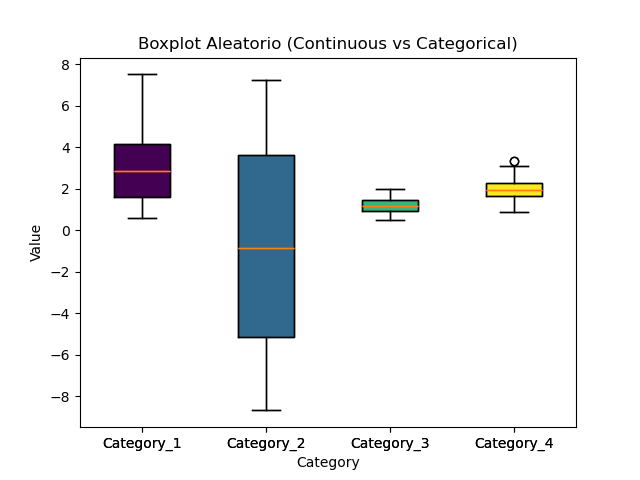 Boxplot Aleatorio (Continuous vs Categorical)
8
6
4
2
0
−2
−4
−6
−8
Value
Category_1 Category_2 Category_3 Category_4
Category